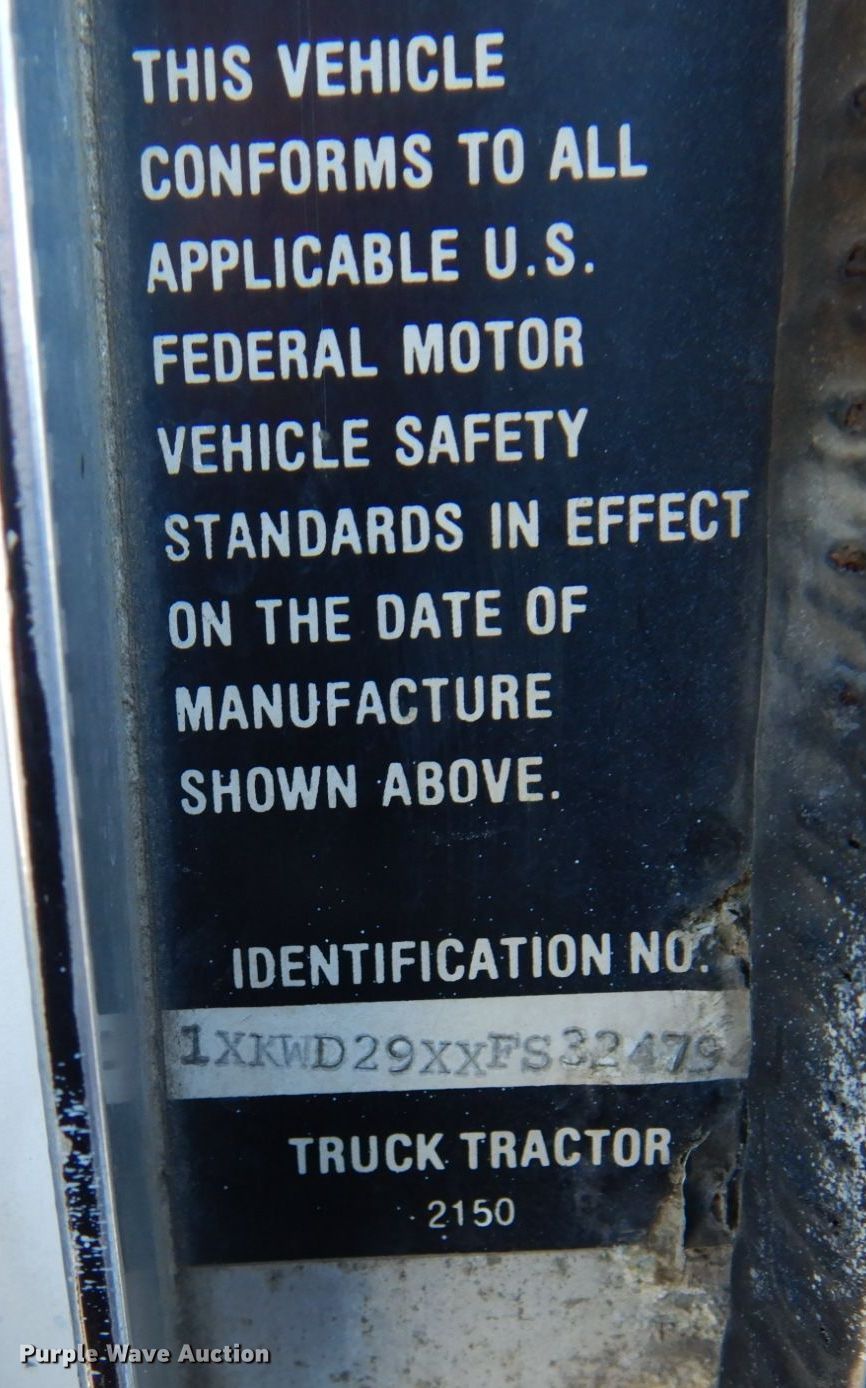 THIS VEHICLE
CONFORMS TO ALL
APPLICABLE U.S.
FEDERAL MOTOR
VEHICLE SAFETY
STANDARDS IN EFFECT
ON THE DATE OF
MANUFACTURE
SHOWN ABOVE.
IDENTIFICATION NO.
1XKWD29XXFS32479
TRUCK TRACTOR
2150
Purple Wave Auction